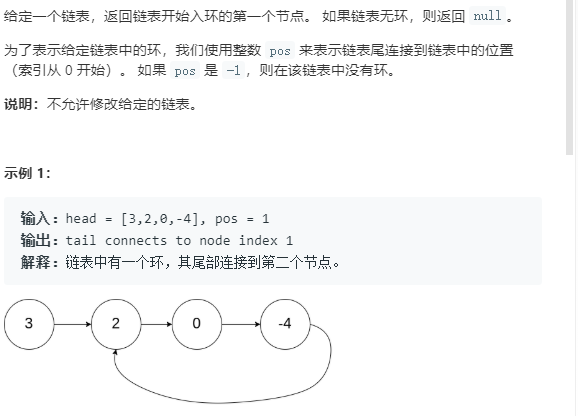 给定一个链表，返回链表开始入环的第一个节点。 如果链表无环，则返回 null 。
为了表示给定链表中的环，我们使用整数 pos 来表示链表尾连接到链表中的位置
（索引从 0 开始）。 如果 pos 是 -1 ，则在该链表中没有环。
说明：不允许修改给定的链表。
示例 1：
输入：head = [3,2,0,-4], pos = 1
输出：tail connects to node index 1
解释：链表中有一个环，其尾部连接到第二个节点。
3 2 0 -4